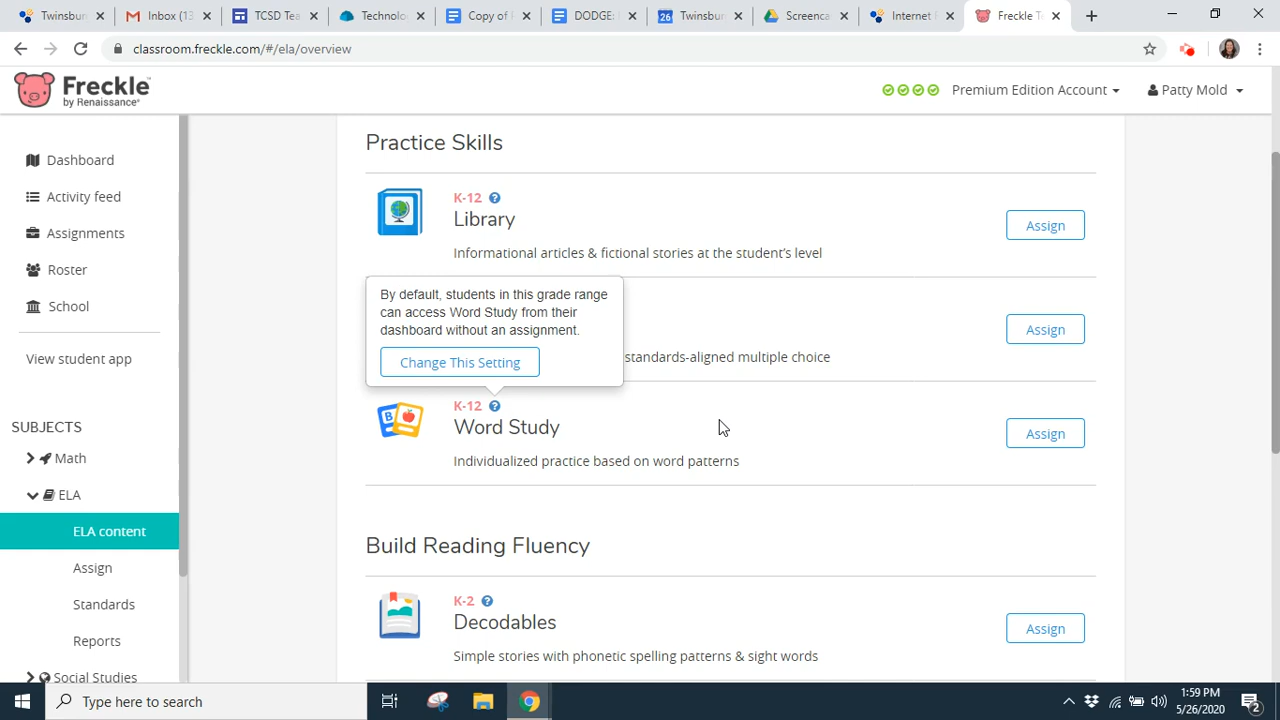 Twinsbur
Inbox (13
TCSD Tea
Technolo
Copy of F
DODGE:
26
Twinsbur
Screencas
Internet F
Freckle T
classroom.freckle.com/#/ela/overview
Freckle™
by Renaissance®
Premium Edition Account
Patty Mold
Dashboard
Activity feed
Assignments
Roster
School
View student app
SUBJECTS
Math
ELA
ELA content
Assign
Standards
Reports
Social Studies
Practice Skills
K-12 ?
Library
Informational articles & fictional stories at the student's level
Assign
By default, students in this grade range
can access Word Study from their
dashboard without an assignment.
Change This Setting
standards-aligned multiple choice
Assign
K-12 ?
B
Word Study
Individualized practice based on word patterns
Assign
Build Reading Fluency
K-2 ?
Decodables
Simple stories with phonetic spelling patterns & sight words
Assign
Type here to search
1:59 PM
5/26/2020
2